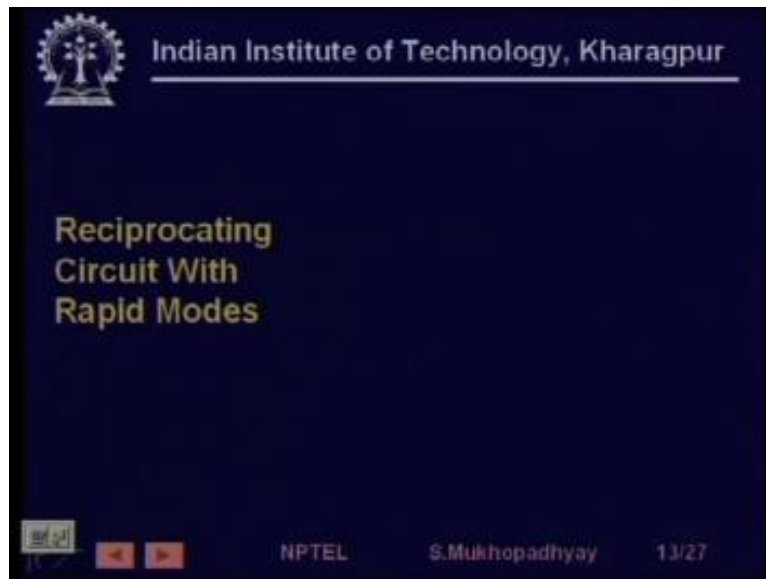 Indian Institute of Technology, Kharagpur
Reciprocating
Circuit With
Rapid Modes
NPTEL S.Mukhopadhyay 13/27